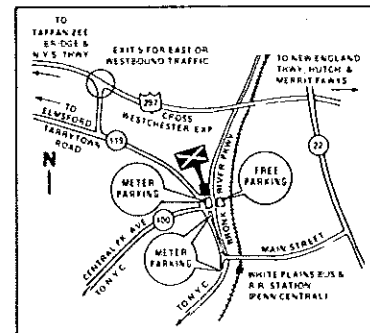 TO
TAPPAN ZEE
BRIDGE &
N.Y.S. THWY
EXIT 5 FOR EAST OR
WESTBOUND TRAFFIC
TO NEW ENGLAND
THWY, HUTCH &
MERRIT PKWYS
287
CROSS
WESTCHESTER EXP
TO
ELMSFORD
TARRYTOWN
ROAD
119
22
N
METER
PARKING
FREE
PARKING
BRONX RIVER PKWY
100
CENTRAL PK AVE
TO N.Y.C.
METER
PARKING
MAIN STREET
TO N.Y.C.
WHITE PLAINS BUS &
R.R. STATION
(PENN CENTRAL)